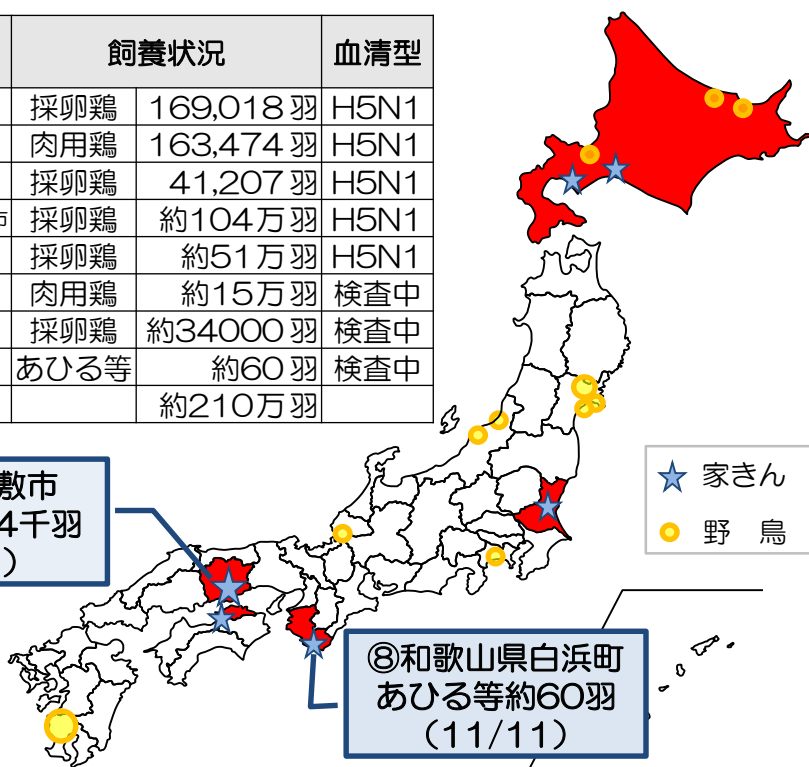 飼養状況 血清型
採卵鶏 169,018羽 H5N1
肉用鶏 163,474羽 H5N1
採卵鶏 41,207羽 H5N1
市 採卵鶏 約104万羽 H5N1
採卵鶏 約51万羽 H5N1
肉用鶏 約15万羽 検査中
採卵鶏 約34000羽 検査中
あひる等 約60羽 検査中
約210万羽
敷市
4千羽
)
家きん
野 鳥
⑧和歌山県白浜町
あひる等約60羽
(11/11)